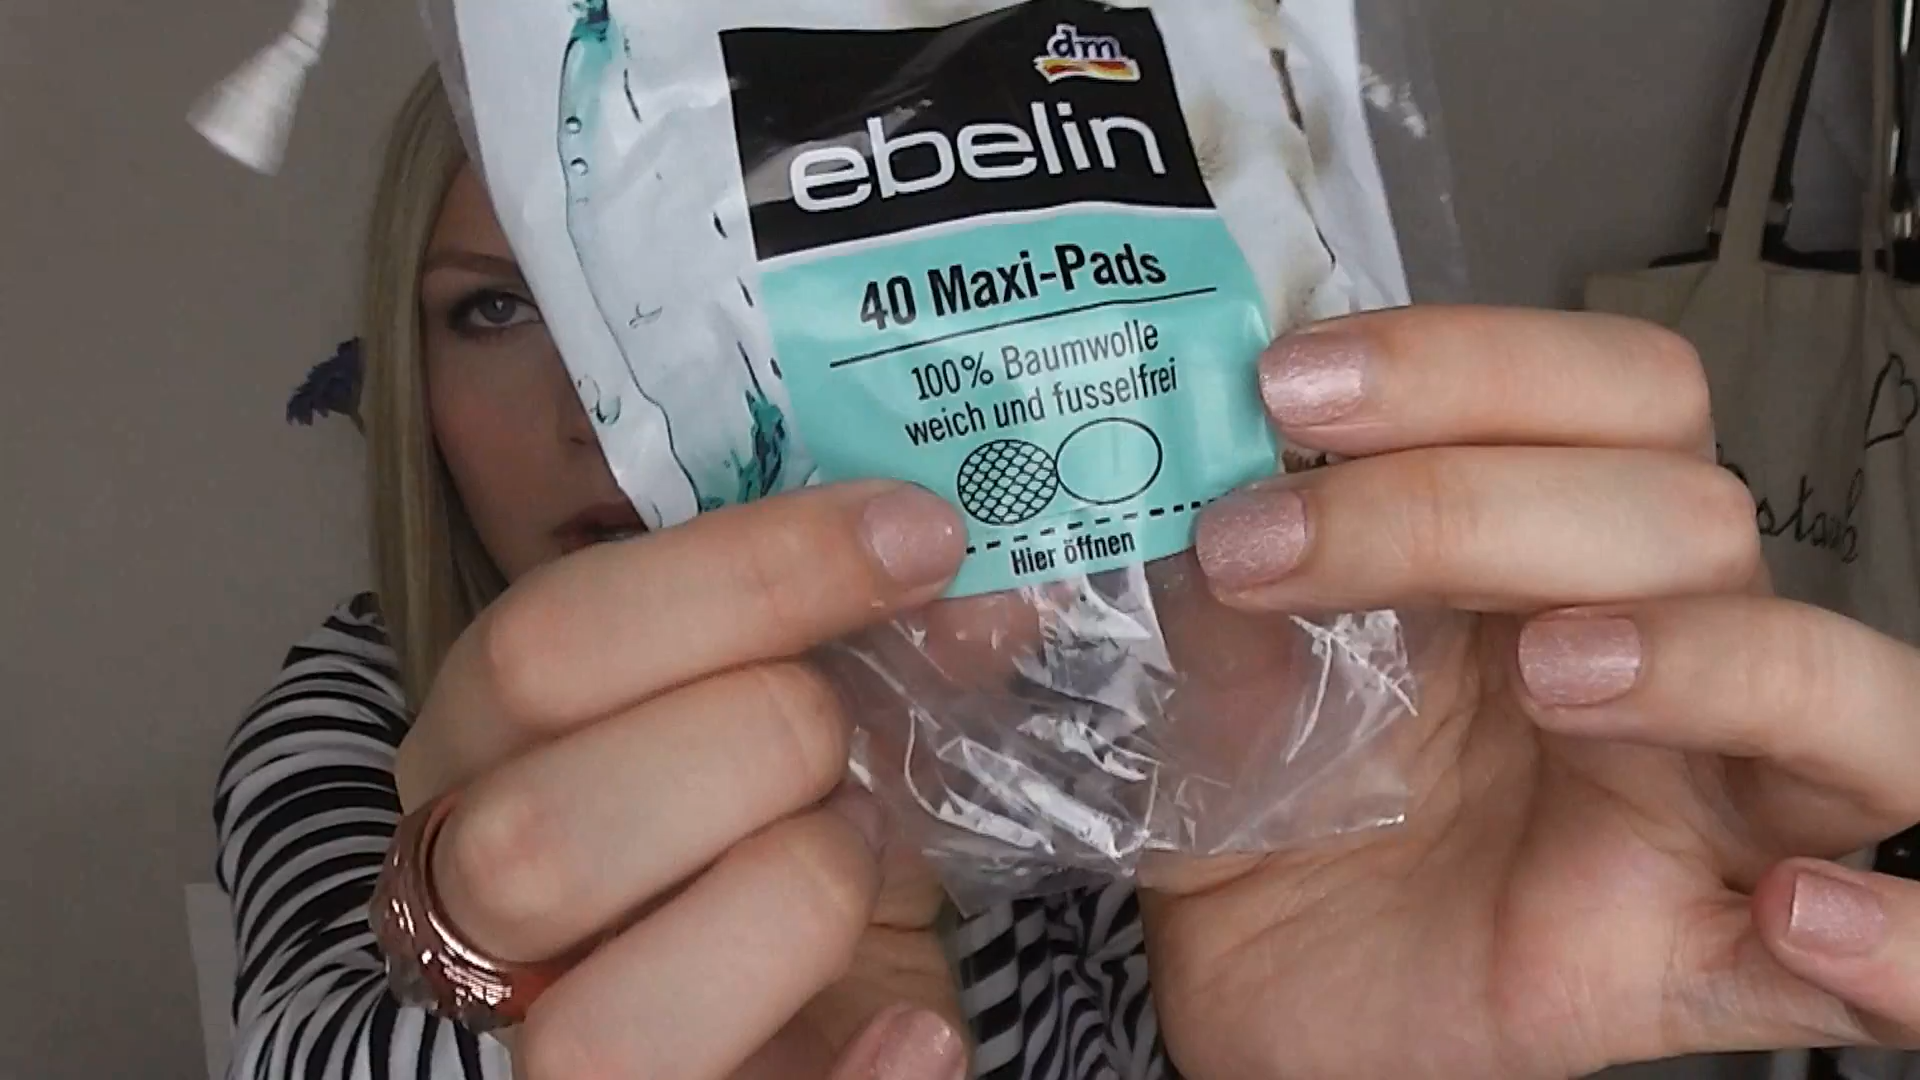 dm
ebelin
40 Maxi-Pads
100% Baumwolle
weich und fusselfrei
Hier öffnen